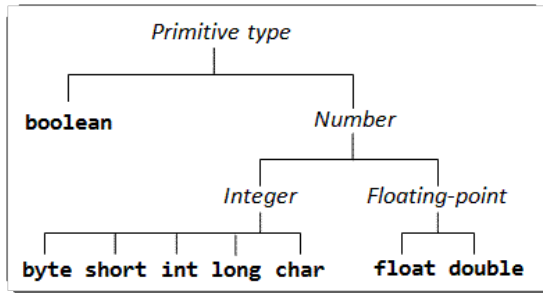 Primitive type
boolean
Number
Integer
Floating-point
byte short int long char
float double